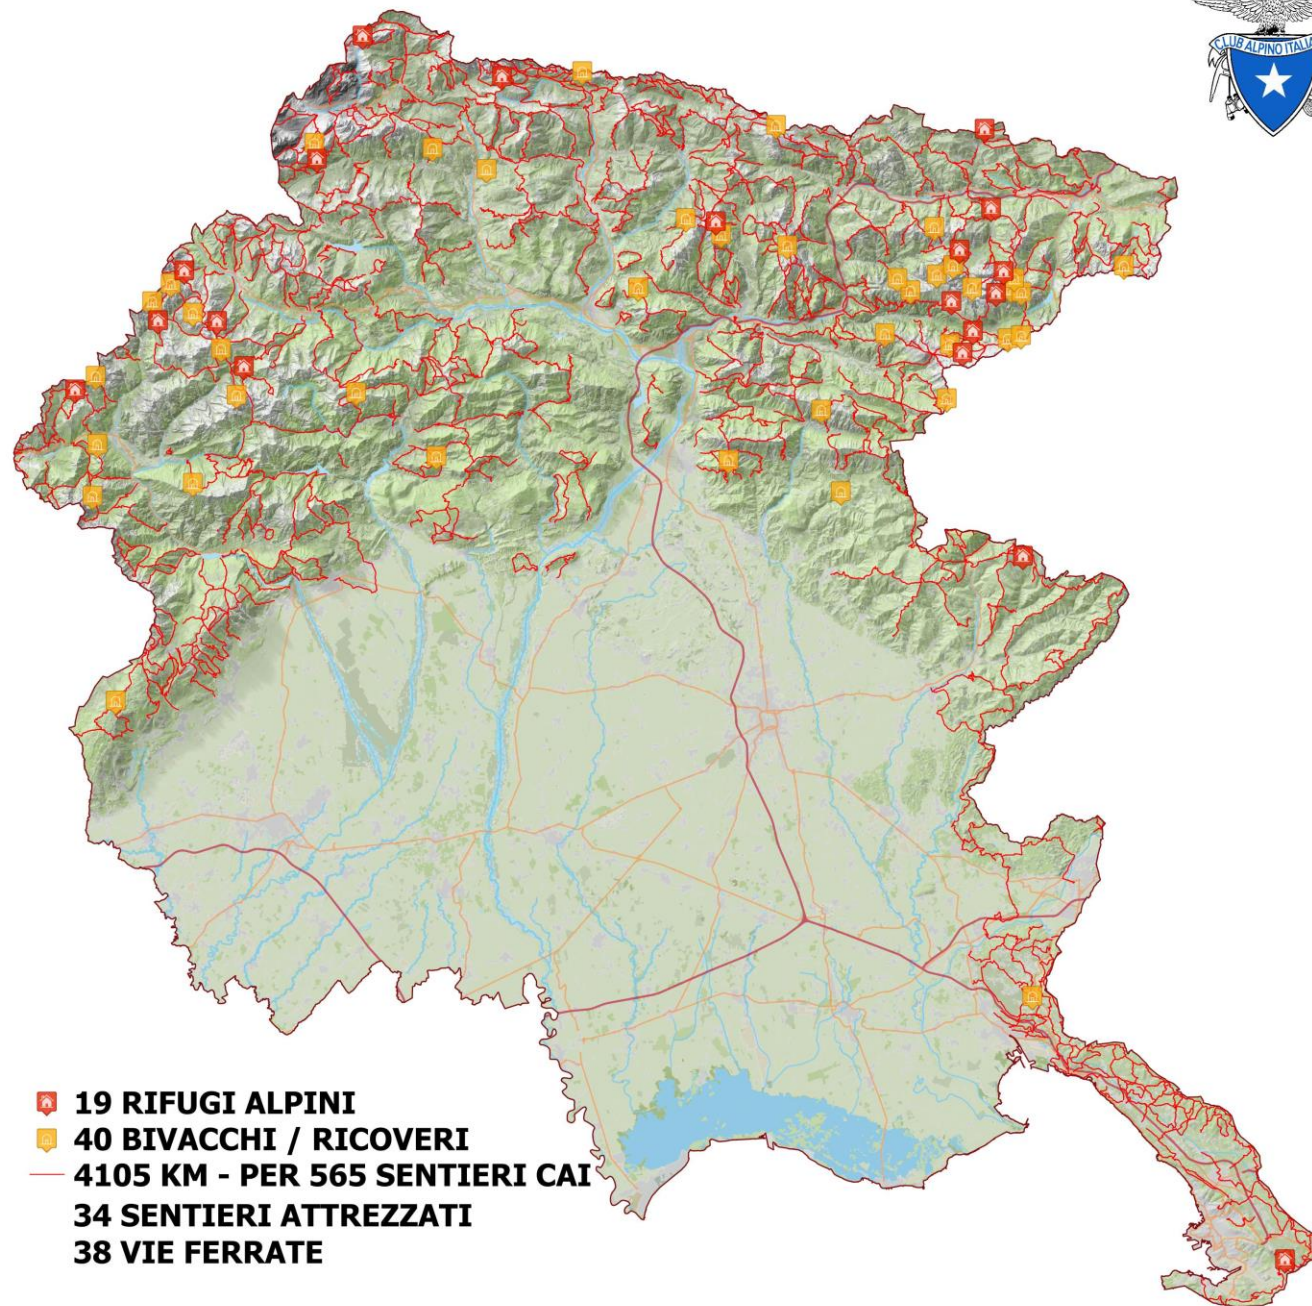 CLUB ALPINO ITALIA
19 RIFUGI ALPINI
40 BIVACCHI / RICOVERI
4105 KM - PER 565 SENTIERI CAI
34 SENTIERI ATTREZZATI
38 VIE FERRATE